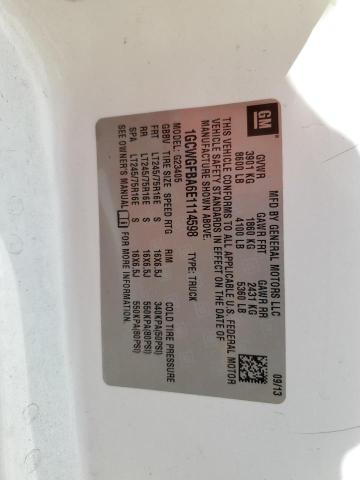 GM
MFD BY GENERAL MOTORS LLC
09/13
GVWR GAWR FRT GAWR RR
3901 KG 1860 KG 2431 KG
8600 LB 4100 LB 5360 LB
THIS VEHICLE CONFORMS TO ALL APPLICABLE U.S. FEDERAL MOTOR
VEHICLE SAFETY STANDARDS IN EFFECT ON THE DATE OF
MANUFACTURE SHOWN ABOVE.
1GCWGFBA6E1114598 TYPE: TRUCK
MODEL: G23405
GBBV TIRE SIZE SPEED RTG RIM COLD TIRE PRESSURE
FRT LT245/75R16E S 16X6.5J 340KPA(50PSI)
RR LT245/75R16E S 16X6.5J 550KPA(80PSI)
SPA LT245/75R16E S 16X6.5J 550KPA(80PSI)
SEE OWNER'S MANUAL FOR MORE INFORMATION.